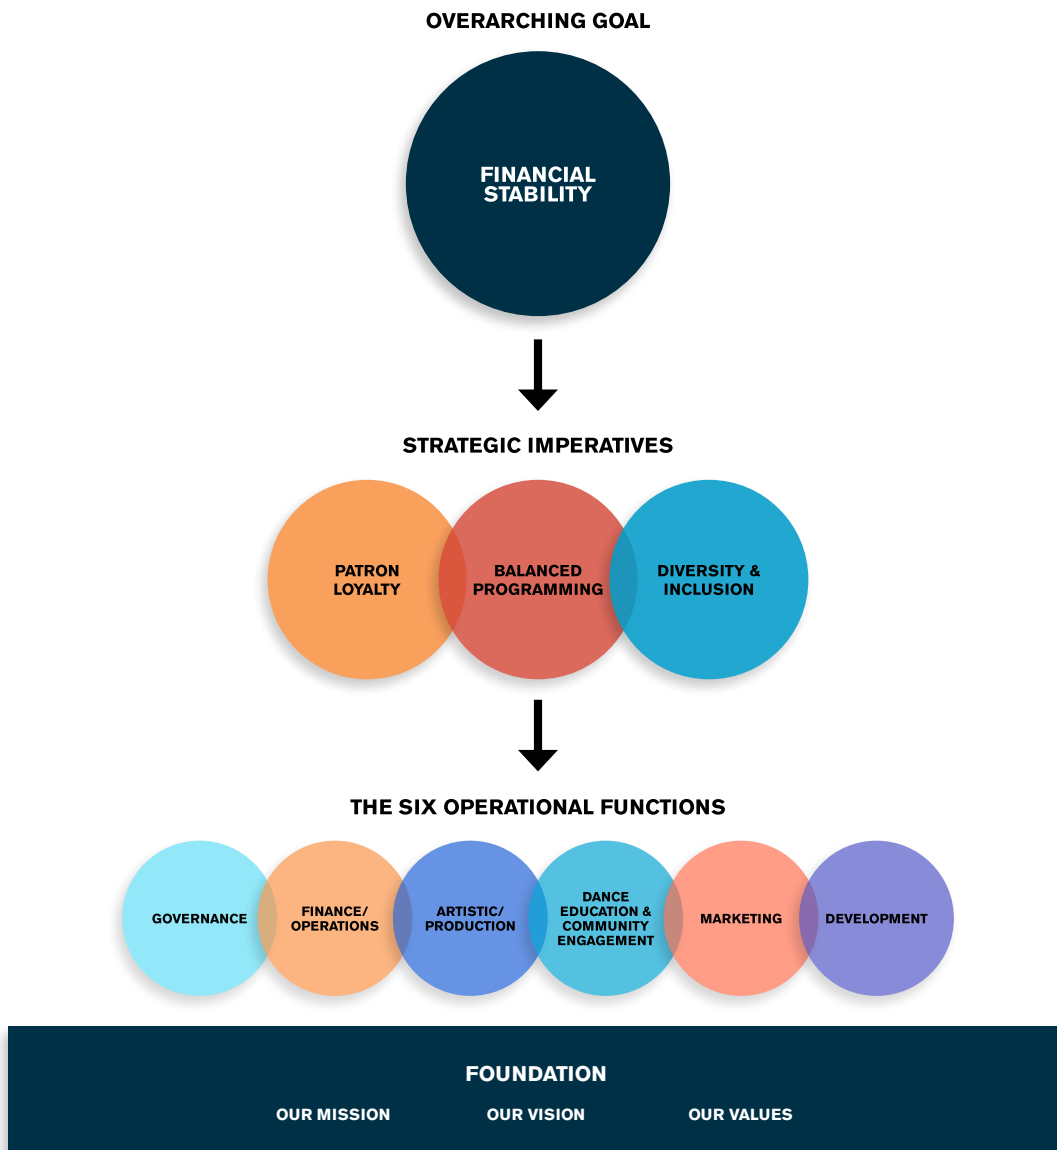 OVERARCHING GOAL
FINANCIAL
STABILITY
STRATEGIC IMPERATIVES
PATRON
LOYALTY
BALANCED
PROGRAMMING
DIVERSITY &
INCLUSION
THE SIX OPERATIONAL FUNCTIONS
GOVERNANCE
FINANCE/
OPERATIONS
ARTISTIC/
PRODUCTION
DANCE
EDUCATION &
COMMUNITY
ENGAGEMENT
MARKETING
DEVELOPMENT
FOUNDATION
OUR MISSION
OUR VISION
OUR VALUES